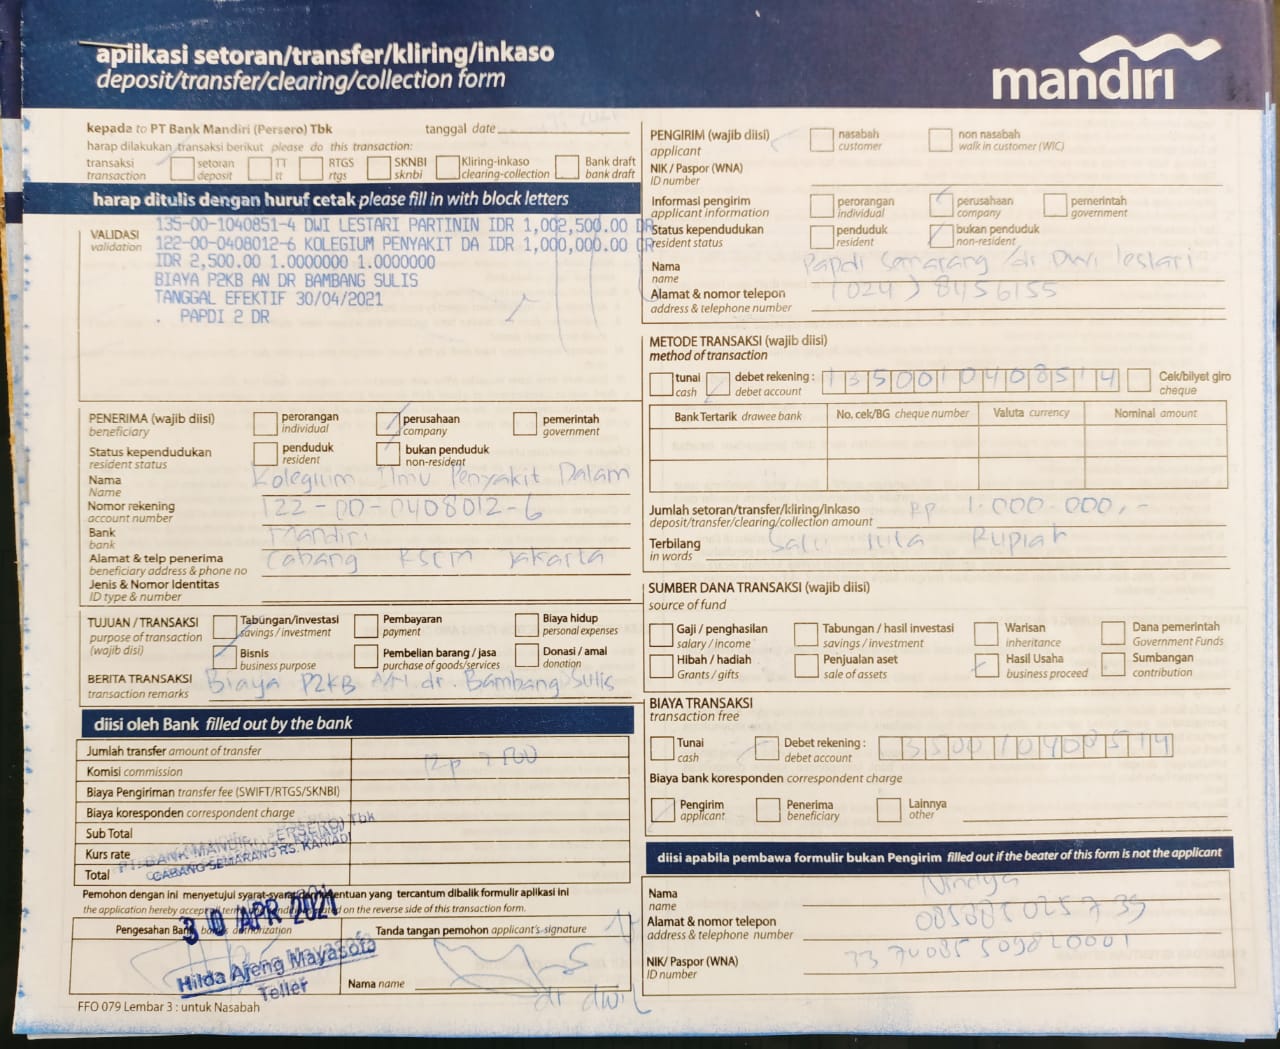 aplikasi setoran/transfer/kliring/inkaso
deposit/transfer/clearing/collection form
mandiri
kepada to PT Bank Mandiri (Persero) Tbk
tanggal date
harap dilakukan transaksi berikut please do this transaction:
transaksi
transaction
setoran
deposit
TT
tt
RTGS
rtgs
SKNBI
sknbi
Kliring-inkaso
clearing-collection
Bank draft
bank draft
harap ditulis dengan huruf cetak please fill in with block letters
VALIDASI
validation
135-00-1040851-4 DWI LESTARI PARTININ IDR 1,002,500.00 DR
122-00-0408012-6 KOLEGIUM PENYAKIT DA IDR 1,000,000.00 CR
IDR 2,500.00 1.0000000 1.0000000
BIAYA P2KB AN DR BAMBANG SULIS
TANGGAL EFEKTIF 30/04/2021
. PAPDI 2 DR
PENERIMA (wajib diisi)
beneficiary
perorangan
individual
perusahaan
company
pemerintah
government
Status kependudukan
resident status
penduduk
resident
bukan penduduk
non-resident
Nama
Name
Kolegium Ilmu Penyakit Dalam
Nomor rekening
account number
122-00-0408012-6
Bank
bank
Mandiri
Alamat & telp penerima
beneficiary address & phone no
Cabang RSCM Jakarta
Jenis & Nomor Identitas
ID type & number
TUJUAN / TRANSAKSI
purpose of transaction
(wajib disi)
Tabungan/investasi
savings / investment
Pembayaran
payment
Biaya hidup
personal expenses
Bisnis
business purpose
Pembelian barang / jasa
purchase of goods/services
Donasi / amal
donation
BERITA TRANSAKSI
transaction remarks
Biaya P2KB A/N dr. Bambang Sulis
diisi oleh Bank filled out by the bank
Jumlah transfer amount of transfer
Komisi commission
Biaya Pengiriman transfer fee (SWIFT/RTGS/SKNBI)
Biaya koresponden correspondent charge
Sub Total
Kurs rate
Total
PT. BANK MANDIRI (PERSERO) Tbk
CABANG SEMARANG RS. KARIADI
Pemohon dengan ini menyetujui syarat-syarat tercantum dibalik formulir aplikasi ini
the application hereby on the reverse side of this transaction form.
30 APR 2021
Pengesahan Bank
Tanda tangan pemohon applicant's signature
Hilda Ajeng Mayasofa
Teller
Nama name
dr dwi
FFO 079 Lembar 3 : untuk Nasabah
PENGIRIM (wajib diisi)
applicant
nasabah
customer
non nasabah
walk in customer (WIC)
NIK / Paspor (WNA)
ID number
Informasi pengirim
applicant information
perorangan
individual
perusahaan
company
pemerintah
government
Status kependudukan
resident status
penduduk
resident
bukan penduduk
non-resident
Nama
name
Papdi Semarang /dr Dwi lestari
Alamat & nomor telepon
address & telephone number
(024) 8456155
METODE TRANSAKSI (wajib diisi)
method of transaction
tunai
cash
debet rekening :
debet account
1350010408514
Cek/bilyet giro
cheque
Bank Tertarik drawee bank
No. cek/BG cheque number
Valuta currency
Nominal amount
Jumlah setoran/transfer/kliring/inkaso
deposit/transfer/clearing/collection amount
Rp 1.000.000,-
Terbilang
in words
Satu Juta Rupiah
SUMBER DANA TRANSAKSI (wajib diisi)
source of fund
Gaji / penghasilan
salary / income
Tabungan / hasil investasi
savings / investment
Warisan
inheritance
Dana pemerintah
Government Funds
Hibah / hadiah
Grants / gifts
Penjualan aset
sale of assets
Hasil Usaha
business proceed
Sumbangan
contribution
BIAYA TRANSAKSI
transaction free
Tunai
cash
Debet rekening :
debet account
1350010408514
Biaya bank koresponden correspondent charge
Pengirim
applicant
Penerima
beneficiary
Lainnya
other
diisi apabila pembawa formulir bukan Pengirim filled out if the beater of this form is not the applicant
Nama
name
Nindya
Alamat & nomor telepon
address & telephone number
NIK/ Paspor (WNA)
ID number